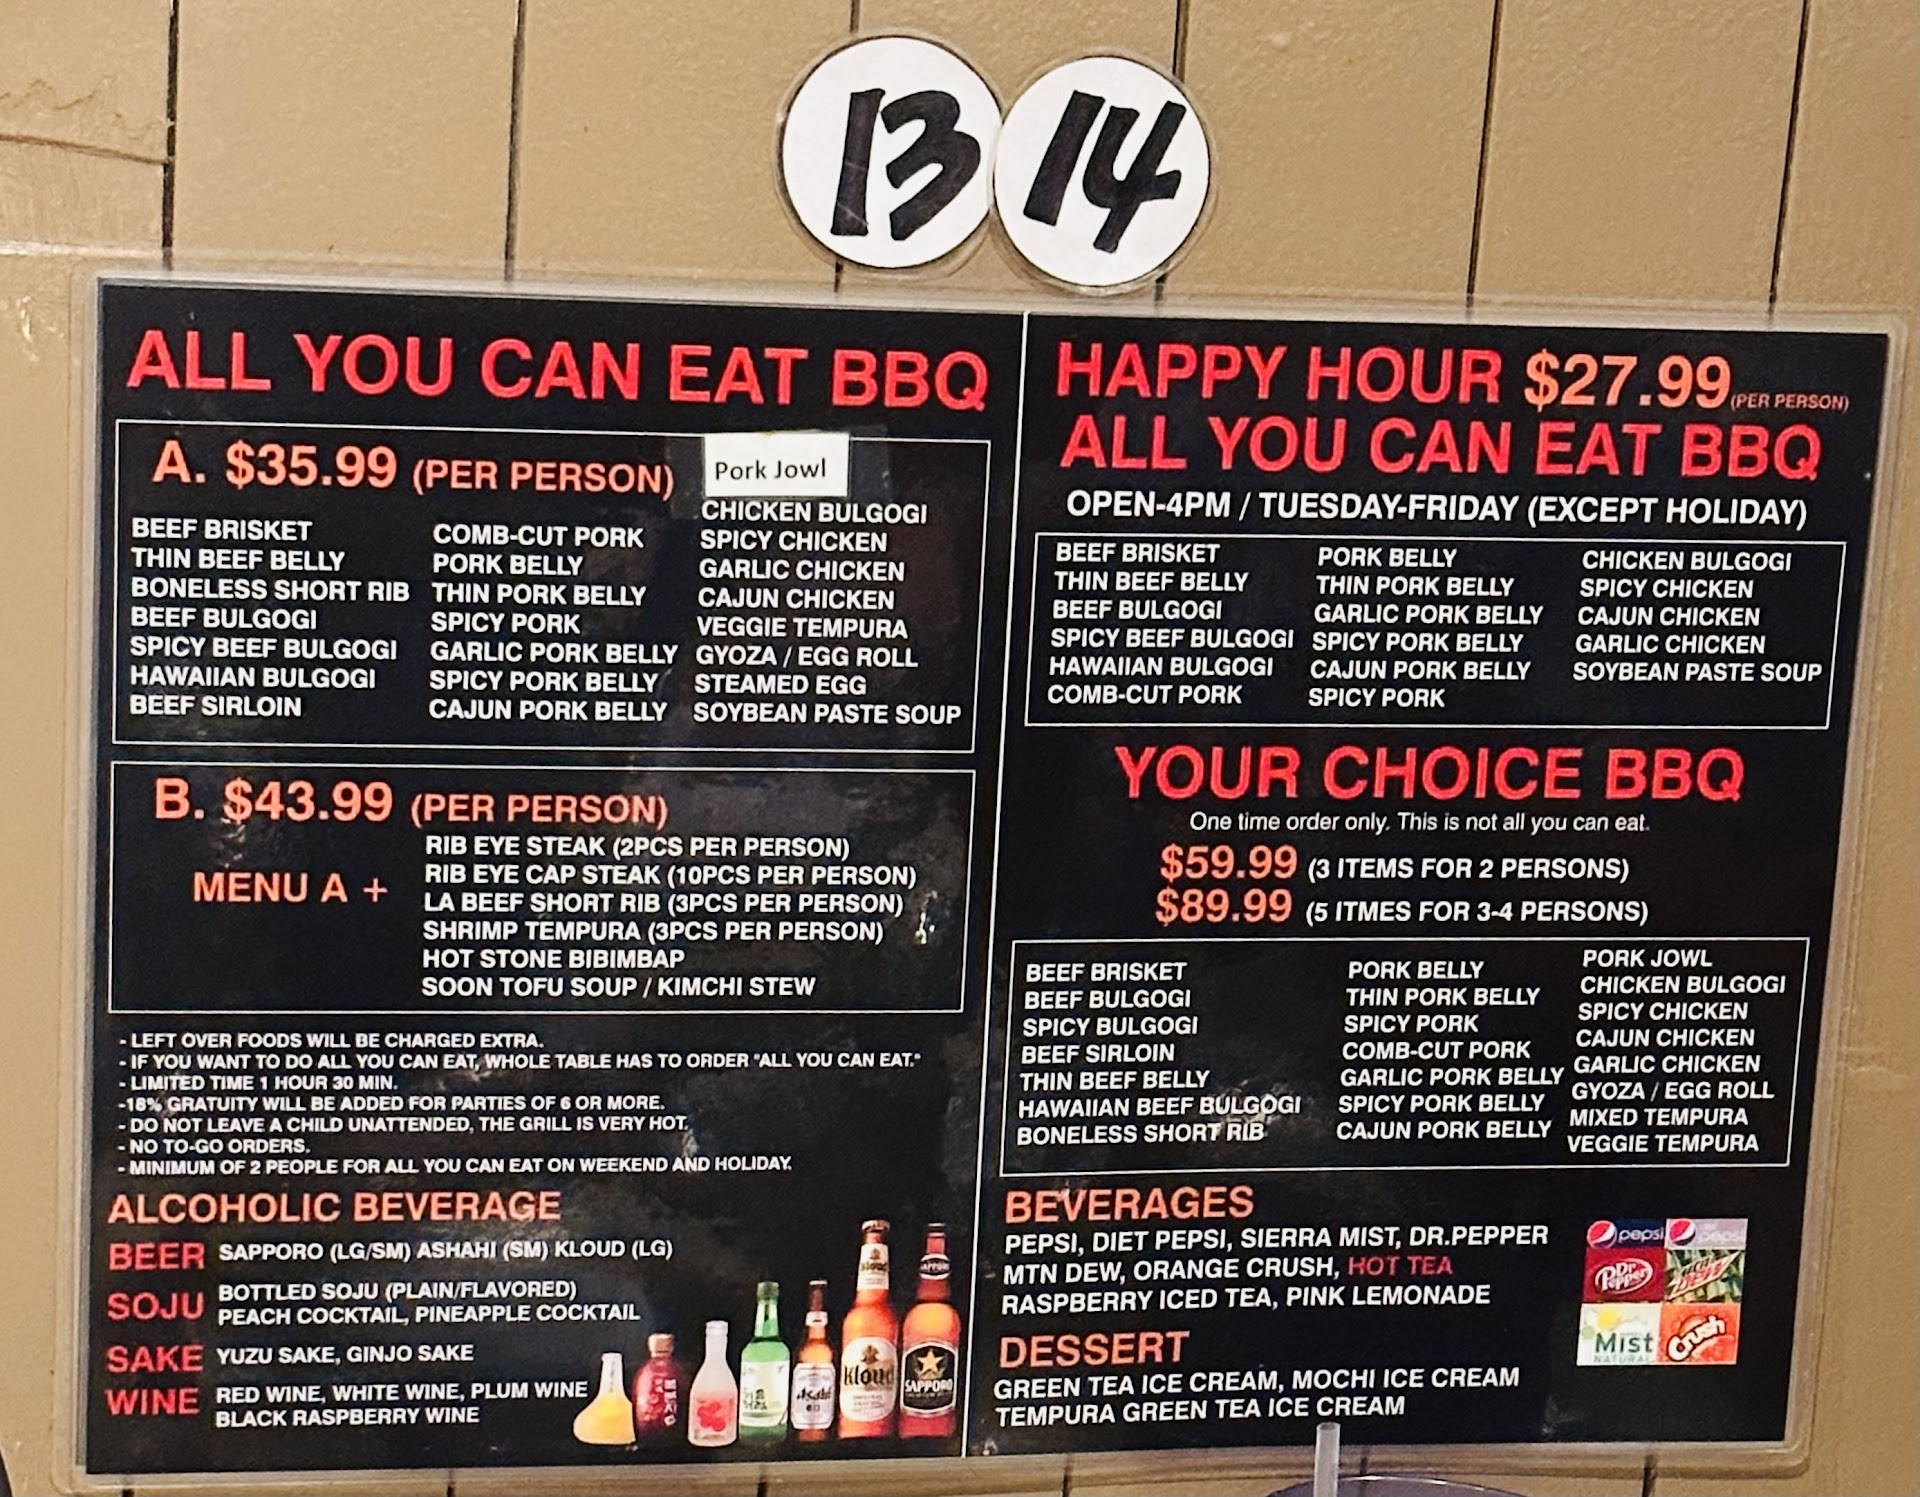 13 14
ALL YOU CAN EAT BBQ
A. $35.99 (PER PERSON)
BEEF BRISKET
THIN BEEF BELLY
BONELESS SHORT RIB
BEEF BULGOGI
SPICY BEEF BULGOGI
HAWAIIAN BULGOGI
BEEF SIRLOIN
COMB-CUT PORK
PORK BELLY
THIN PORK BELLY
SPICY PORK
GARLIC PORK BELLY
SPICY PORK BELLY
CAJUN PORK BELLY
Pork Jowl
CHICKEN BULGOGI
SPICY CHICKEN
GARLIC CHICKEN
CAJUN CHICKEN
VEGGIE TEMPURA
GYOZA / EGG ROLL
STEAMED EGG
SOYBEAN PASTE SOUP
B. $43.99 (PER PERSON)
MENU A +
RIB EYE STEAK (2PCS PER PERSON)
RIB EYE CAP STEAK (10PCS PER PERSON)
LA BEEF SHORT RIB (3PCS PER PERSON)
SHRIMP TEMPURA (3PCS PER PERSON)
HOT STONE BIBIMBAP
SOON TOFU SOUP / KIMCHI STEW
- LEFT OVER FOODS WILL BE CHARGED EXTRA.
- IF YOU WANT TO DO ALL YOU CAN EAT, WHOLE TABLE HAS TO ORDER "ALL YOU CAN EAT."
- LIMITED TIME 1 HOUR 30 MIN.
-18% GRATUITY WILL BE ADDED FOR PARTIES OF 6 OR MORE.
- DO NOT LEAVE A CHILD UNATTENDED, THE GRILL IS VERY HOT.
- NO TO-GO ORDERS.
- MINIMUM OF 2 PEOPLE FOR ALL YOU CAN EAT ON WEEKEND AND HOLIDAY.
ALCOHOLIC BEVERAGE
BEER SAPPORO (LG/SM) ASHAHI (SM) KLOUD (LG)
SOJU BOTTLED SOJU (PLAIN/FLAVORED)
PEACH COCKTAIL, PINEAPPLE COCKTAIL
SAKE YUZU SAKE, GINJO SAKE
WINE RED WINE, WHITE WINE, PLUM WINE
BLACK RASPBERRY WINE
Kloud
SAPPORO
HAPPY HOUR $27.99 (PER PERSON)
ALL YOU CAN EAT BBQ
OPEN-4PM / TUESDAY-FRIDAY (EXCEPT HOLIDAY)
BEEF BRISKET
THIN BEEF BELLY
BEEF BULGOGI
SPICY BEEF BULGOGI
HAWAIIAN BULGOGI
COMB-CUT PORK
PORK BELLY
THIN PORK BELLY
GARLIC PORK BELLY
SPICY PORK BELLY
CAJUN PORK BELLY
SPICY PORK
CHICKEN BULGOGI
SPICY CHICKEN
CAJUN CHICKEN
GARLIC CHICKEN
SOYBEAN PASTE SOUP
YOUR CHOICE BBQ
One time order only. This is not all you can eat.
$59.99 (3 ITEMS FOR 2 PERSONS)
$89.99 (5 ITMES FOR 3-4 PERSONS)
BEEF BRISKET
BEEF BULGOGI
SPICY BULGOGI
BEEF SIRLOIN
THIN BEEF BELLY
HAWAIIAN BEEF BULGOGI
BONELESS SHORT RIB
PORK BELLY
THIN PORK BELLY
SPICY PORK
COMB-CUT PORK
GARLIC PORK BELLY
SPICY PORK BELLY
CAJUN PORK BELLY
PORK JOWL
CHICKEN BULGOGI
SPICY CHICKEN
CAJUN CHICKEN
GARLIC CHICKEN
GYOZA / EGG ROLL
MIXED TEMPURA
VEGGIE TEMPURA
BEVERAGES
PEPSI, DIET PEPSI, SIERRA MIST, DR.PEPPER
MTN DEW, ORANGE CRUSH, HOT TEA
RASPBERRY ICED TEA, PINK LEMONADE
pepsi
Dr Pepper
Mist
NATURAL
Crush
DESSERT
GREEN TEA ICE CREAM, MOCHI ICE CREAM
TEMPURA GREEN TEA ICE CREAM